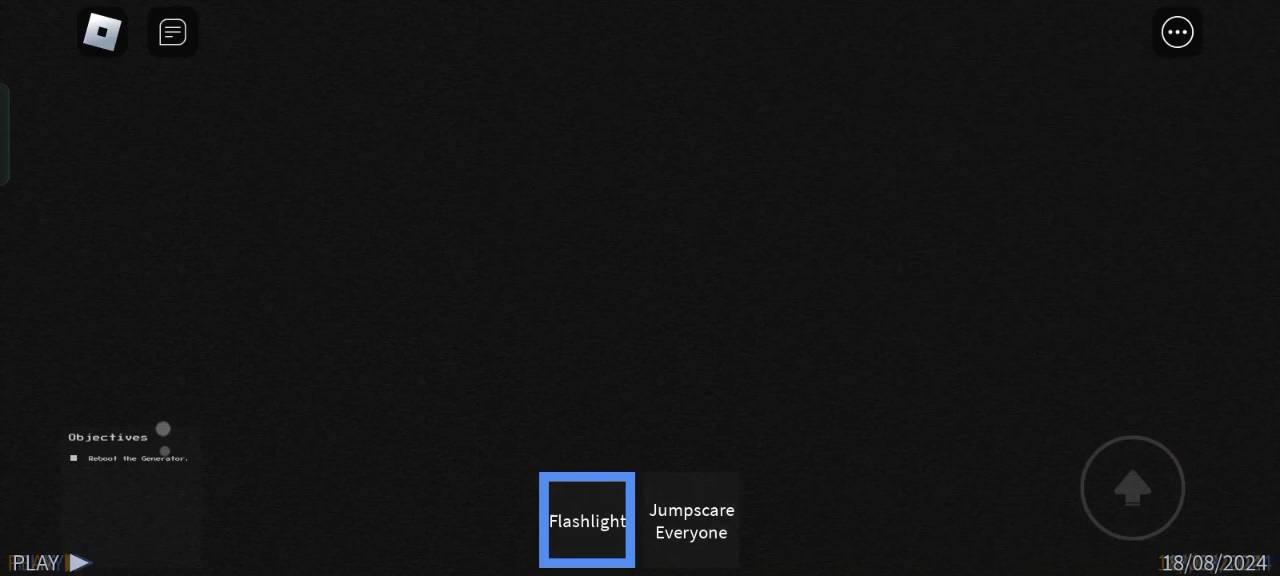 Objectives
Reboot the Generator.
Flashlight
Jumpscare
Everyone
PLAY
18/08/2024